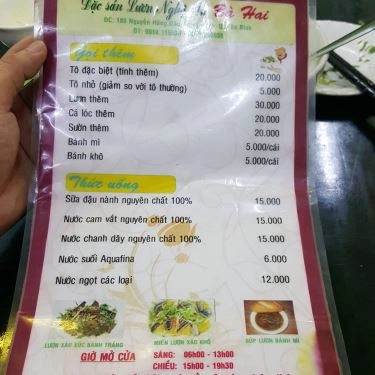 Đặc sản Lươn Nghệ An Bà Hai
ĐC: 189 Nguyễn Hồng Đào
Gọi thêm
Tô đặc biệt (tính thêm) 20.000
Tô nhỏ (giảm so với tô thường) 5.000
Lươn thêm 30.000
Cá lóc thêm 20.000
Sườn thêm 20.000
Bánh mì 5.000/cái
Bánh khô 5.000/cái
Thức uống
Sữa đậu nành nguyên chất 100% 15.000
Nước cam vắt nguyên chất 100% 15.000
Nước chanh dây nguyên chất 100% 15.000
Nước suối Aquafina 6.000
Nước ngọt các loại 12.000
LƯƠN XÀO XÚC BÁNH TRÁNG MIẾN LƯƠN XÀO KHÔ SÚP LƯƠN BÁNH MÌ
GIỜ MỞ CỬA SÁNG: 06h00 - 13h00
CHIỀU: 15h00 - 19h30